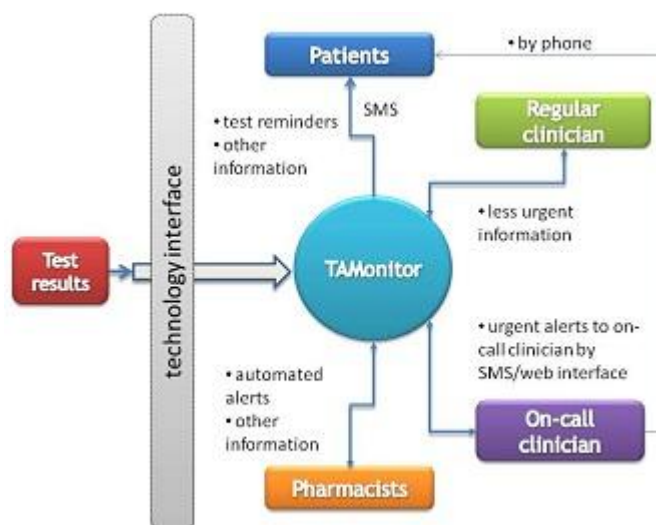 Patients
• by phone
SMS
• test reminders
• other
information
Regular
clinician
• less urgent
information
technology interface
Test
results
TAMonitor
• urgent alerts to on-
call clinician by
SMS/web interface
• automated
alerts
• other
information
On-call
clinician
Pharmacists